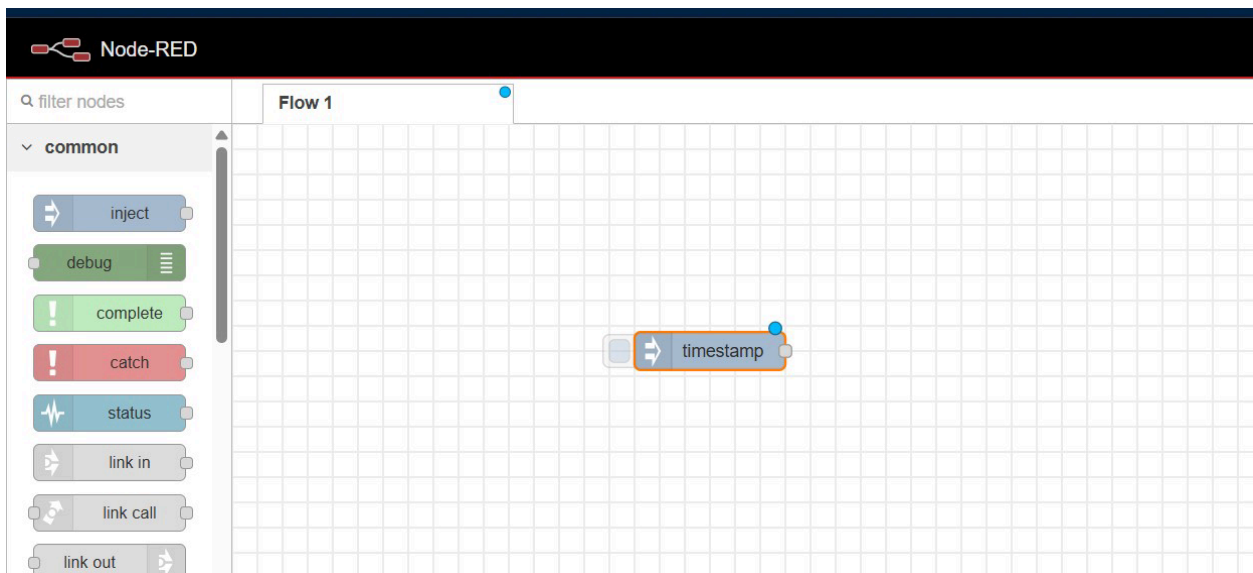 Node-RED
filter nodes
Flow 1
common
inject
debug
complete
catch
status
link in
link call
link out
timestamp